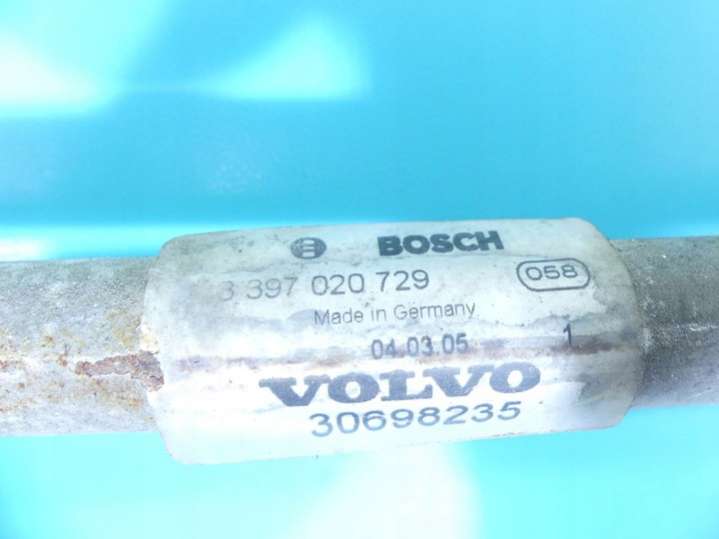 BOSCH
3 397 020 729 058
Made in Germany
04.03.05 1
VOLVO
30698235